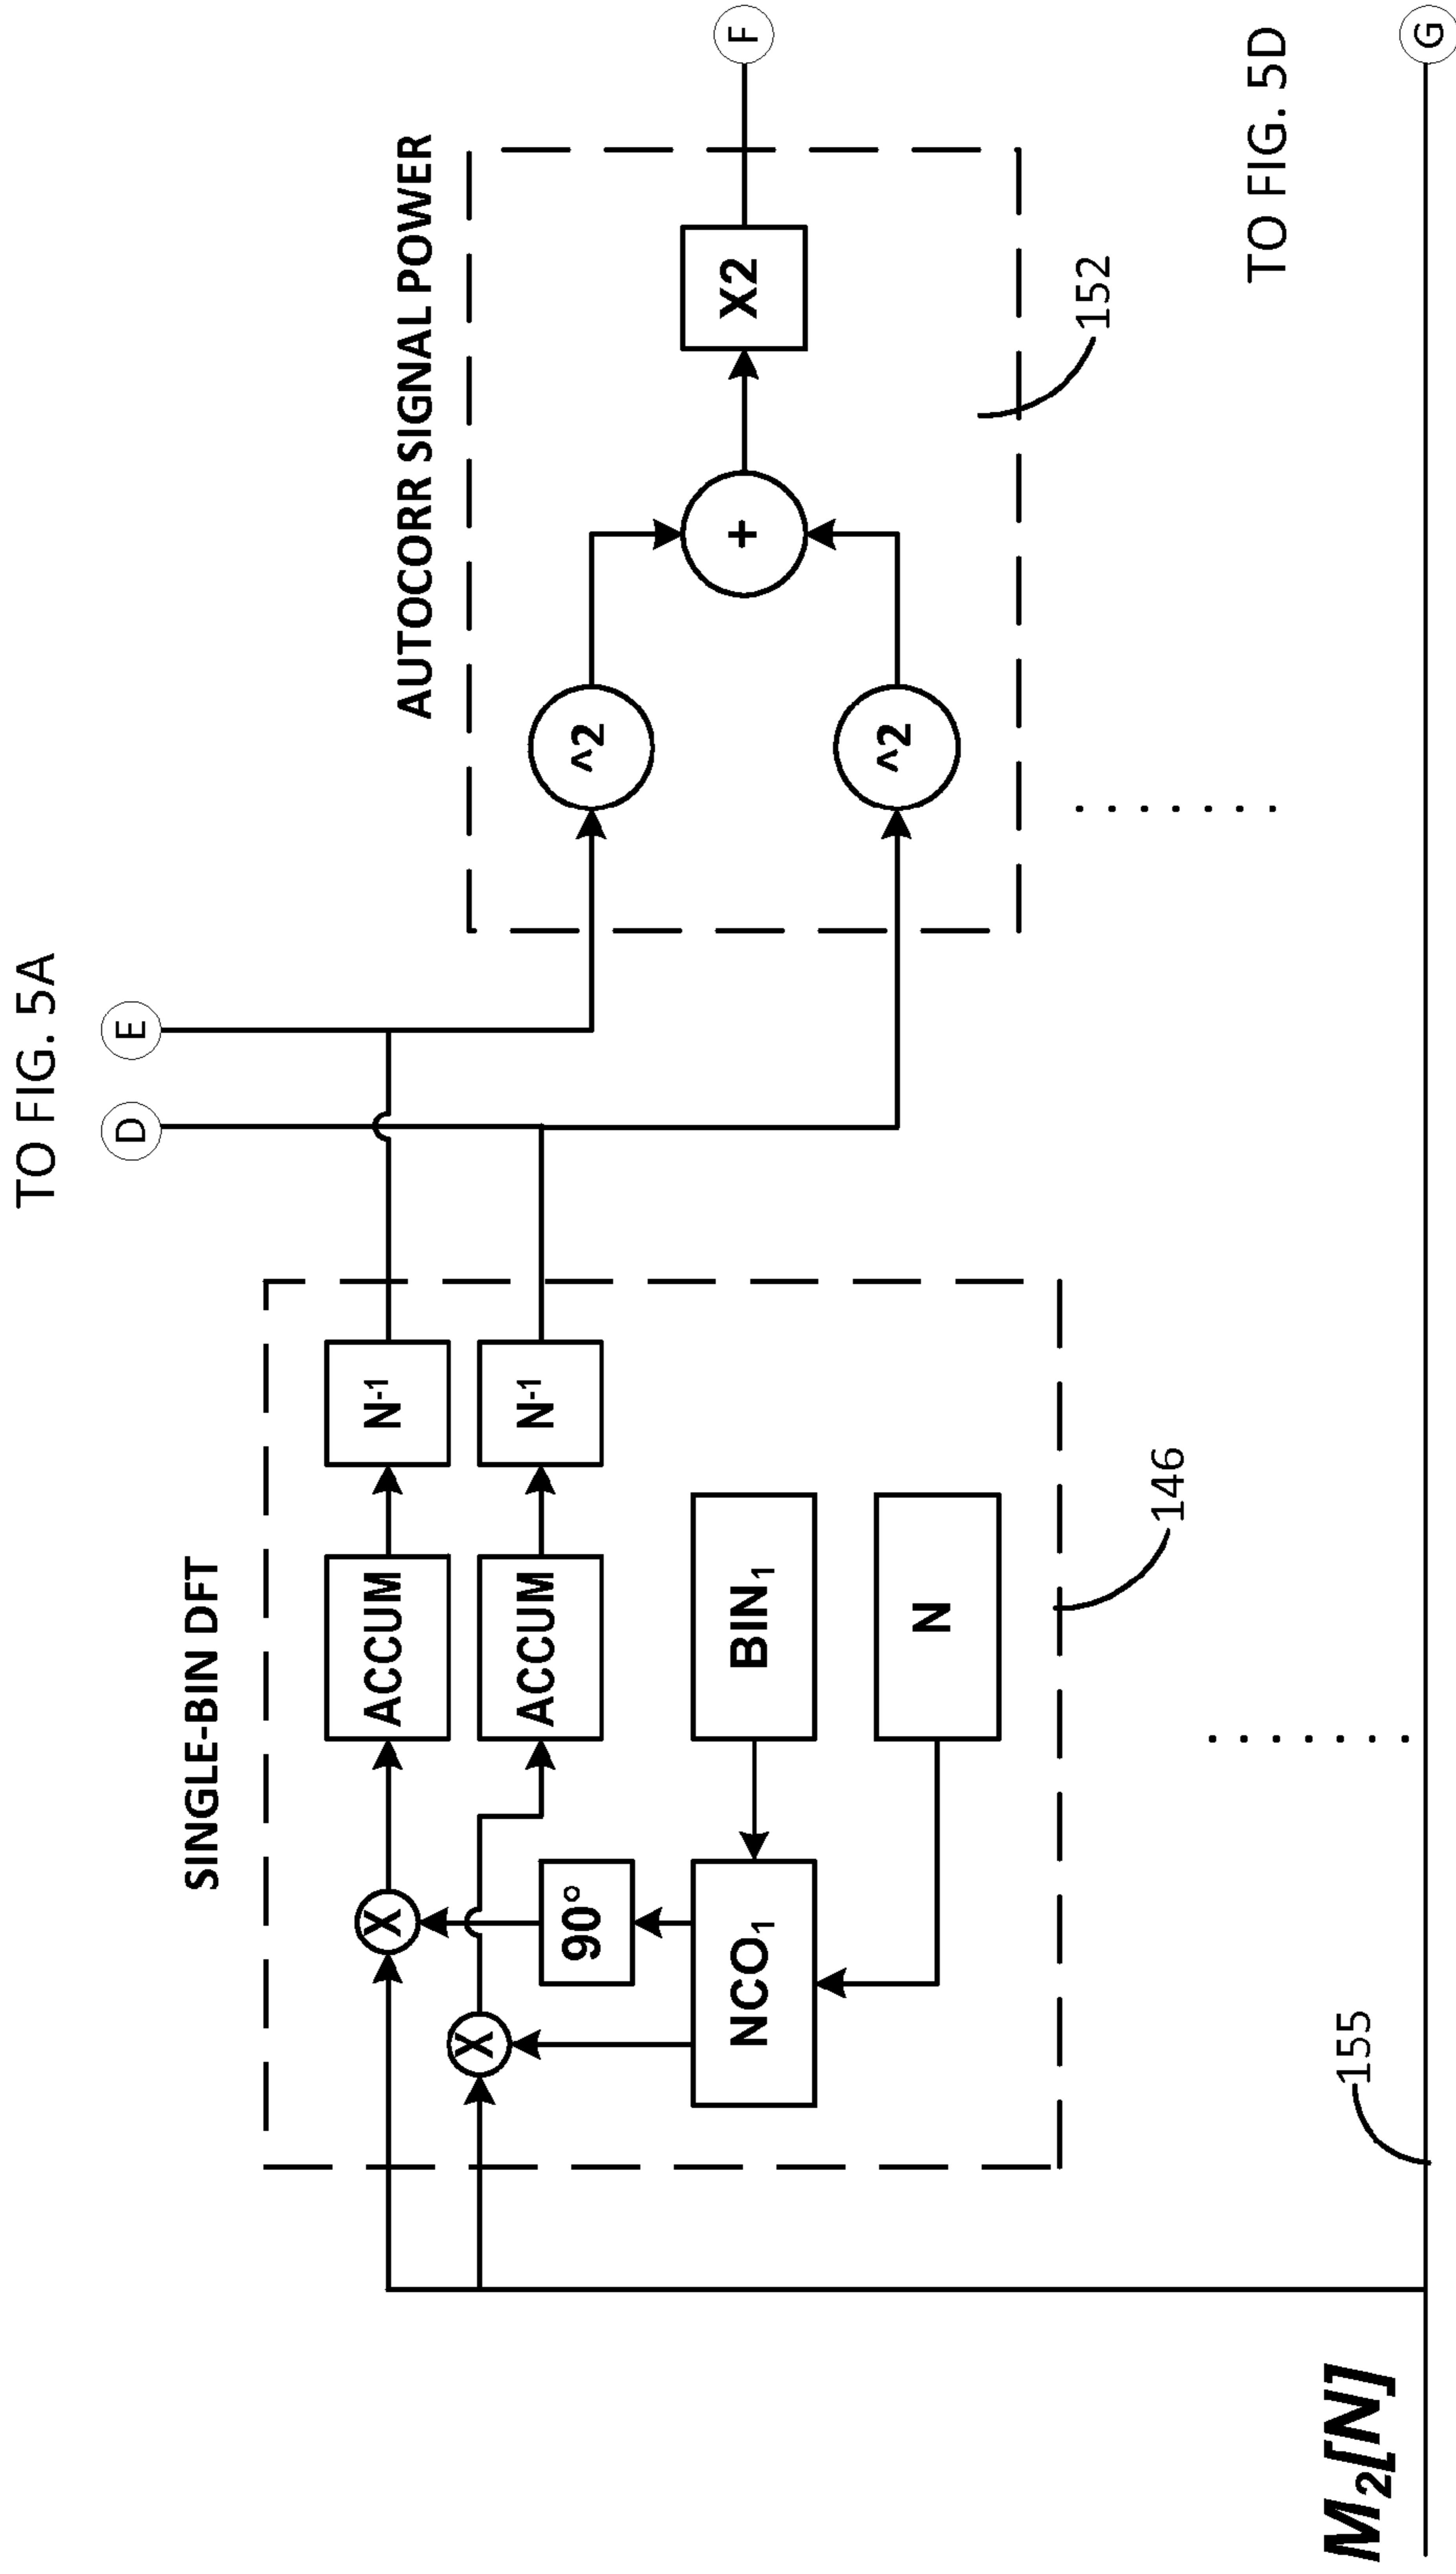 TO FIG. 5A
D
E
SINGLE-BIN DFT
X
ACCUM
N-1
X
ACCUM
N-1
90°
NCO₁
BIN₁
N
146
AUTOCORR SIGNAL POWER
^2
^2
+
X2
F
152
TO FIG. 5D
M₂[N]
155
G